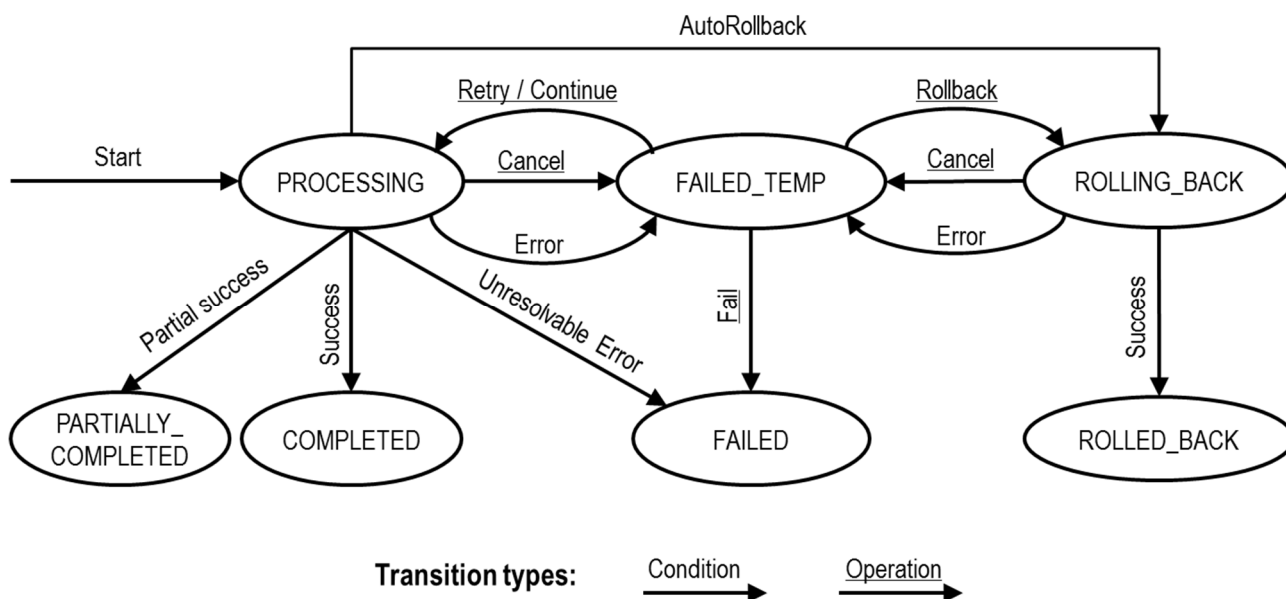 AutoRollback
Retry / Continue
Rollback
Start
Cancel
Cancel
PROCESSING
FAILED_TEMP
ROLLING_BACK
Error
Error
Partial success
Success
Unresolvable Error
Fail
Success
PARTIALLY_
COMPLETED
COMPLETED
FAILED
ROLLED_BACK
Transition types:
Condition
Operation